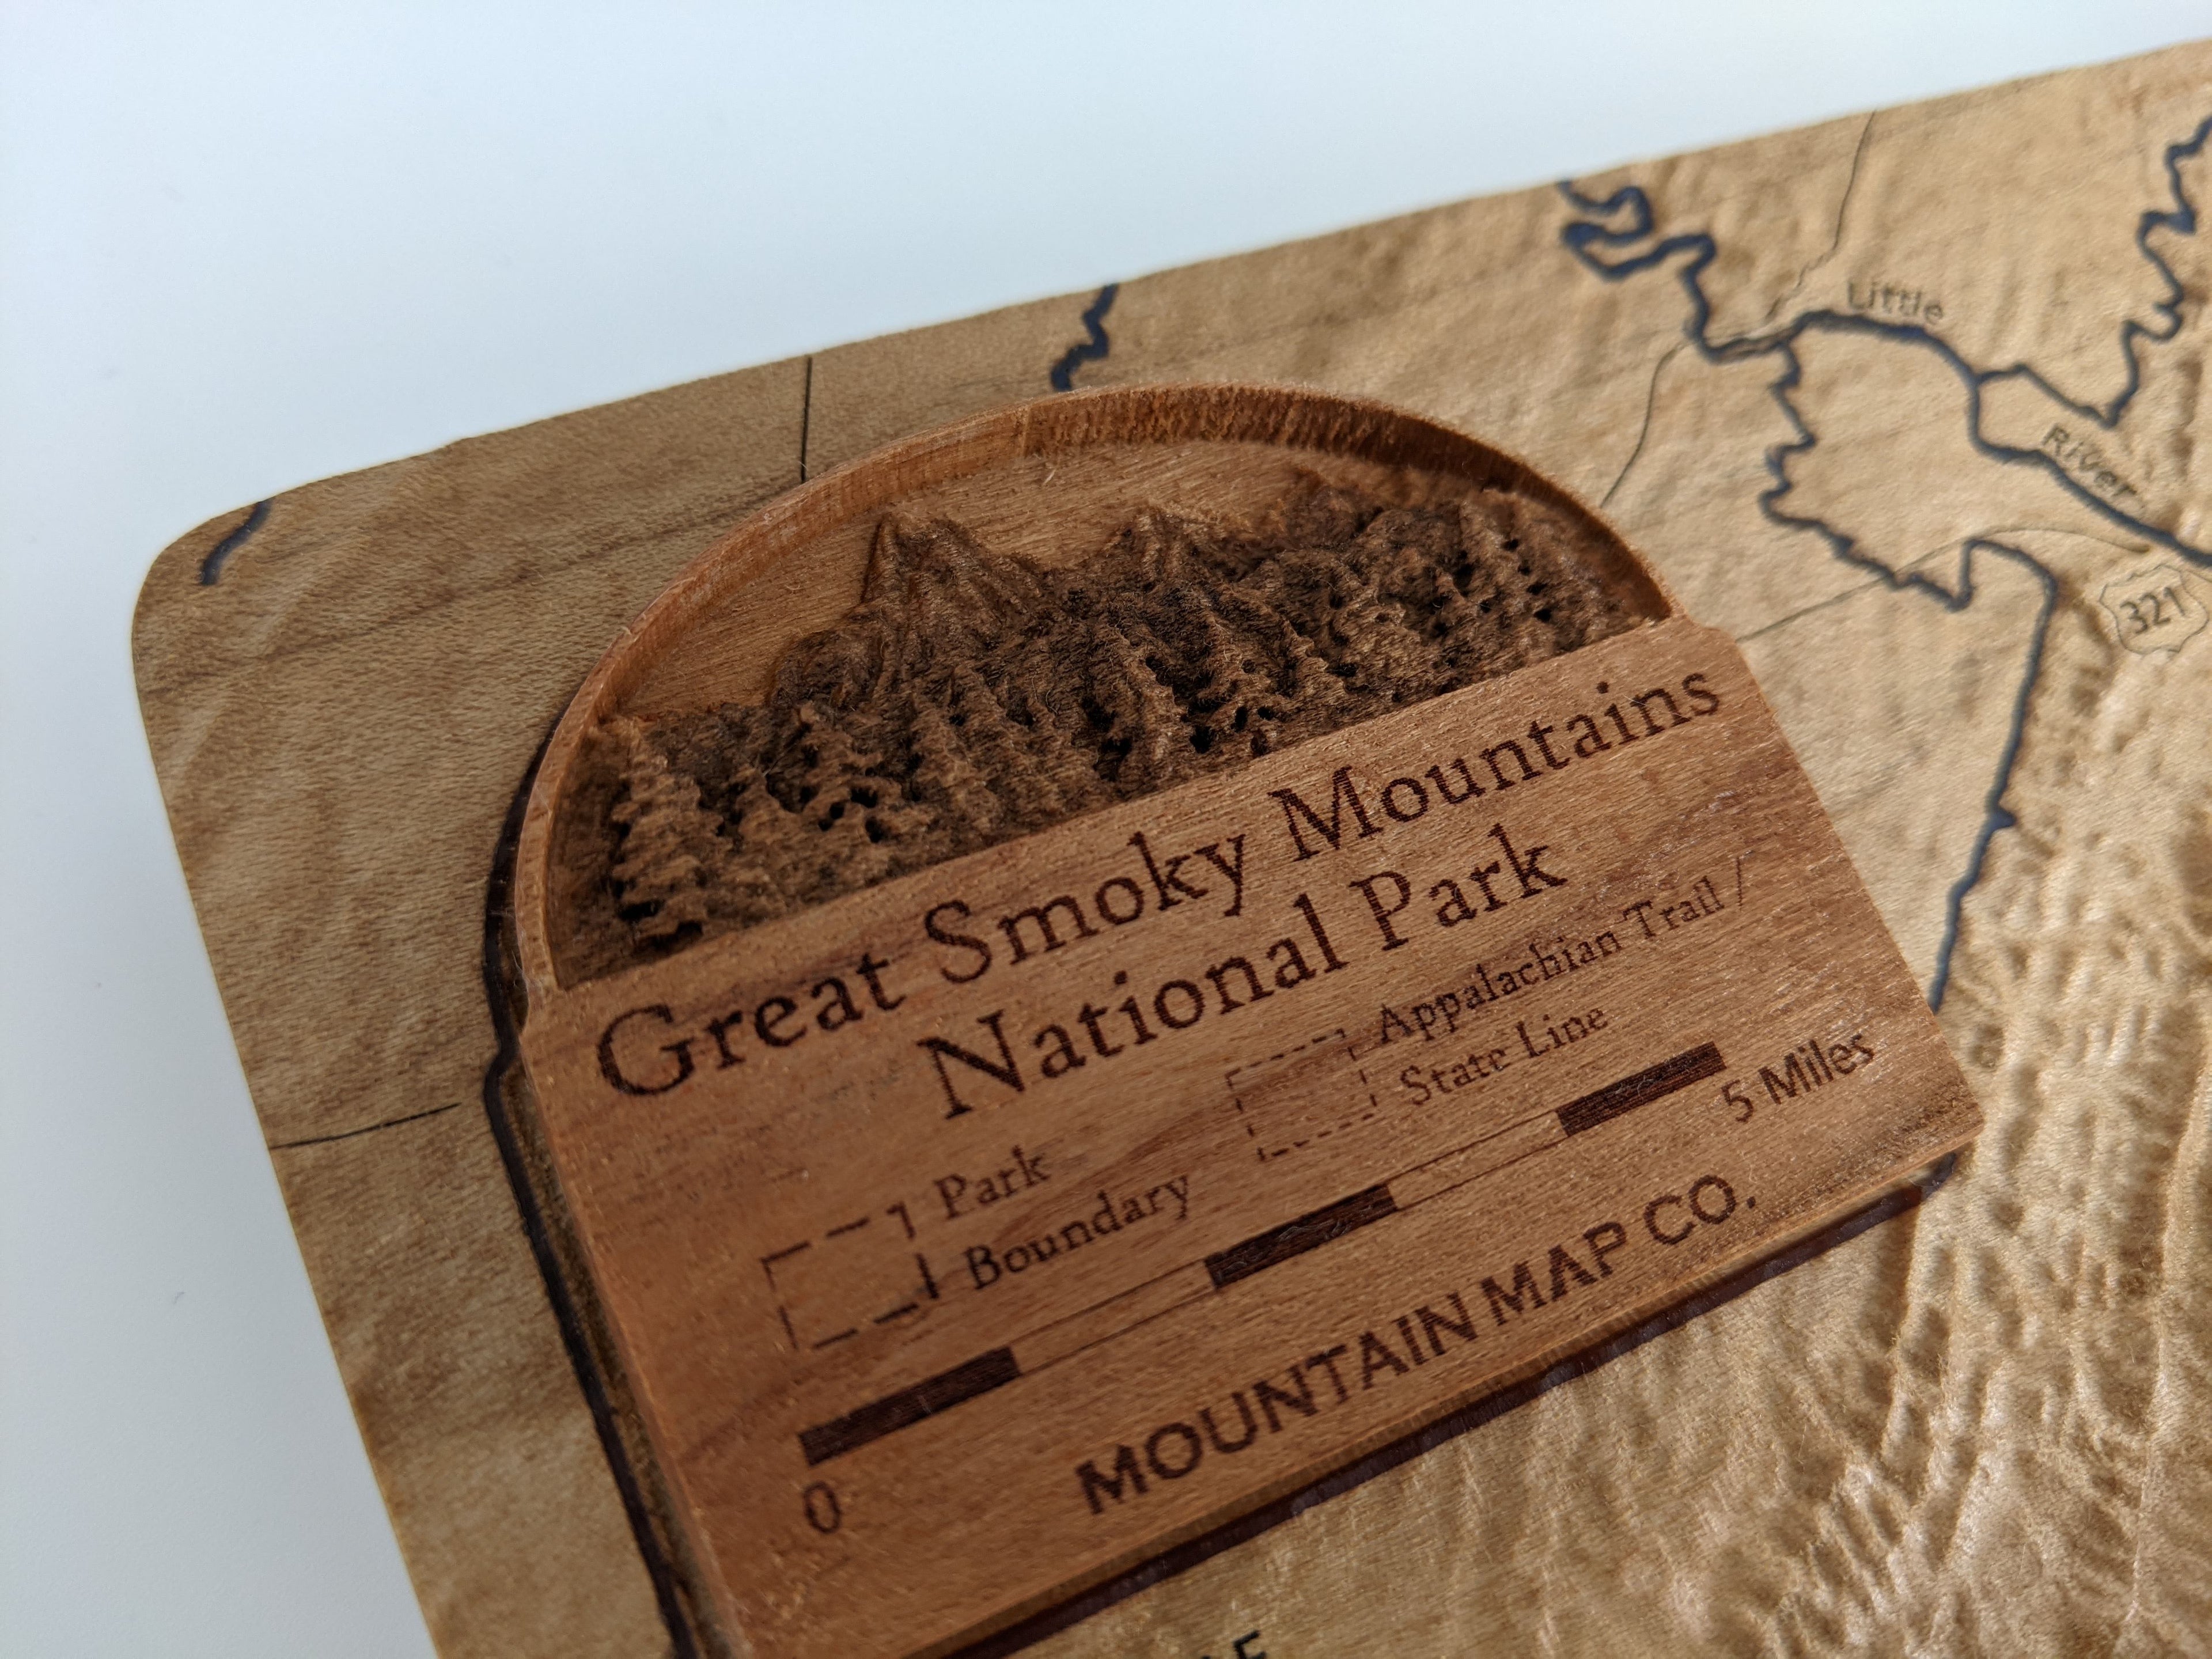 Little
River
321
Great Smoky Mountains
National Park
Appalachian Trail /
State Line
Park
Boundary
0
5 Miles
MOUNTAIN MAP CO.